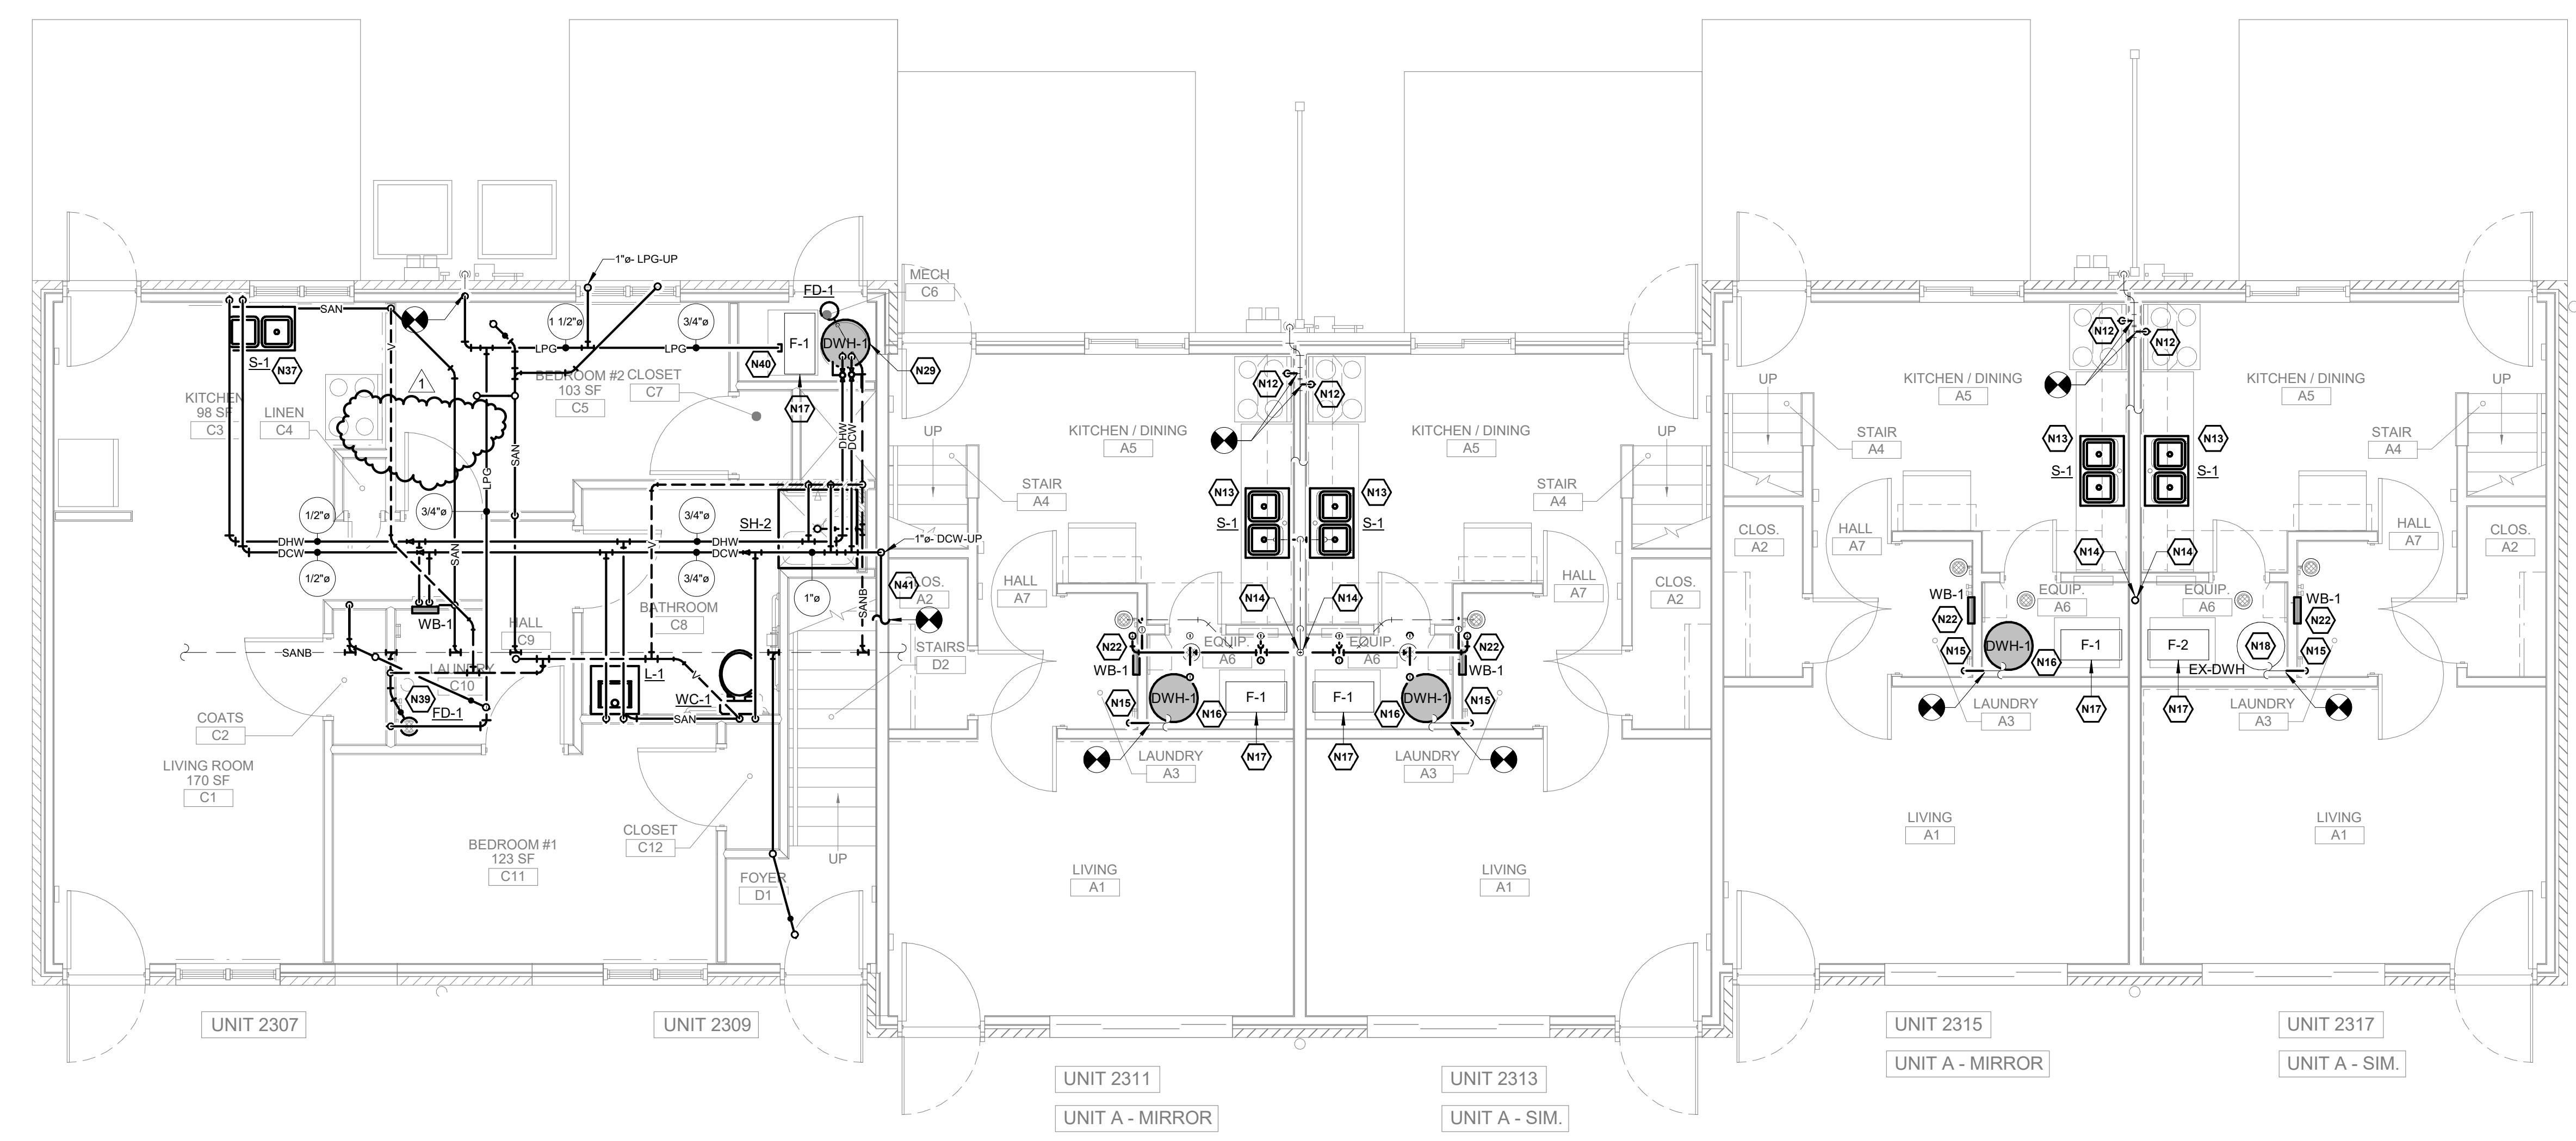 1"ø- LPG-UP
FD-1
MECH
C6
SAN
V
1 1/2"ø
3/4"ø
LPG
LPG
F-1
DWH-1
N40
N29
N17
S-1
N37
1
KITCHEN
98 SF
C3
LINEN
C4
BEDROOM #2
103 SF
C5
CLOSET
C7
DHW
DCW
SAN
LPG
3/4"ø
1/2"ø
3/4"ø
SH-2
DHW
DCW
DHW
DCW
1"ø- DCW-UP
1/2"ø
3/4"ø
1"ø
V
SAN
SANB
N41
WB-1
HALL
C9
BATHROOM
C8
SANB
LAUNDRY
C10
N39
FD-1
L-1
WC-1
V
SAN
STAIRS
D2
COATS
C2
LIVING ROOM
170 SF
C1
BEDROOM #1
123 SF
C11
CLOSET
C12
FOYER
D1
UP
UNIT 2307
UNIT 2309
N12
N12
KITCHEN / DINING
A5
KITCHEN / DINING
A5
UP
UP
STAIR
A4
STAIR
A4
N13
N13
S-1
S-1
CLOS.
A2
HALL
A7
HALL
A7
CLOS.
A2
N14
N14
N22
EQUIP.
A6
EQUIP.
A6
N22
WB-1
WB-1
N15
DWH-1
N16
F-1
F-1
N16
DWH-1
N15
N17
N17
LAUNDRY
A3
LAUNDRY
A3
LIVING
A1
LIVING
A1
UNIT 2311
UNIT A - MIRROR
UNIT 2313
UNIT A - SIM.
N12
N12
UP
KITCHEN / DINING
A5
KITCHEN / DINING
A5
UP
STAIR
A4
STAIR
A4
N13
N13
S-1
S-1
CLOS.
A2
HALL
A7
HALL
A7
CLOS.
A2
N14
N14
WB-1
EQUIP.
A6
EQUIP.
A6
WB-1
N22
N22
N15
DWH-1
N16
F-1
F-2
N18
N15
EX-DWH
N17
N17
LAUNDRY
A3
LAUNDRY
A3
LIVING
A1
LIVING
A1
UNIT 2315
UNIT A - MIRROR
UNIT 2317
UNIT A - SIM.